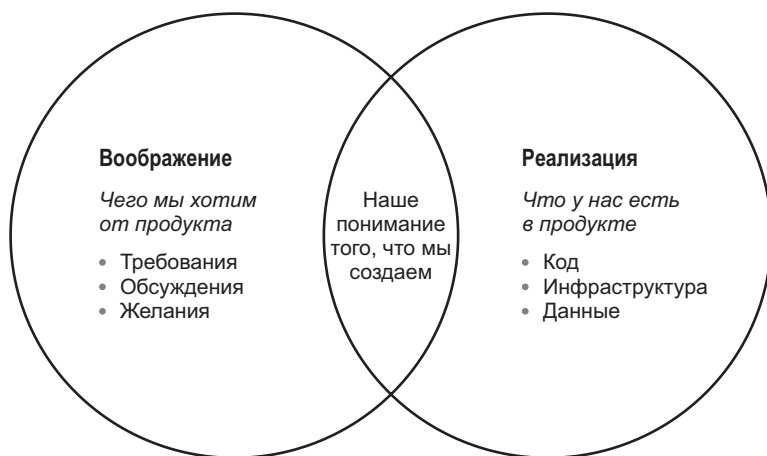 Воображение
Чего мы хотим
от продукта
• Требования
• Обсуждения
• Желания
Наше
понимание
того, что мы
создаем
Реализация
Что у нас есть
в продукте
• Код
• Инфраструктура
• Данные